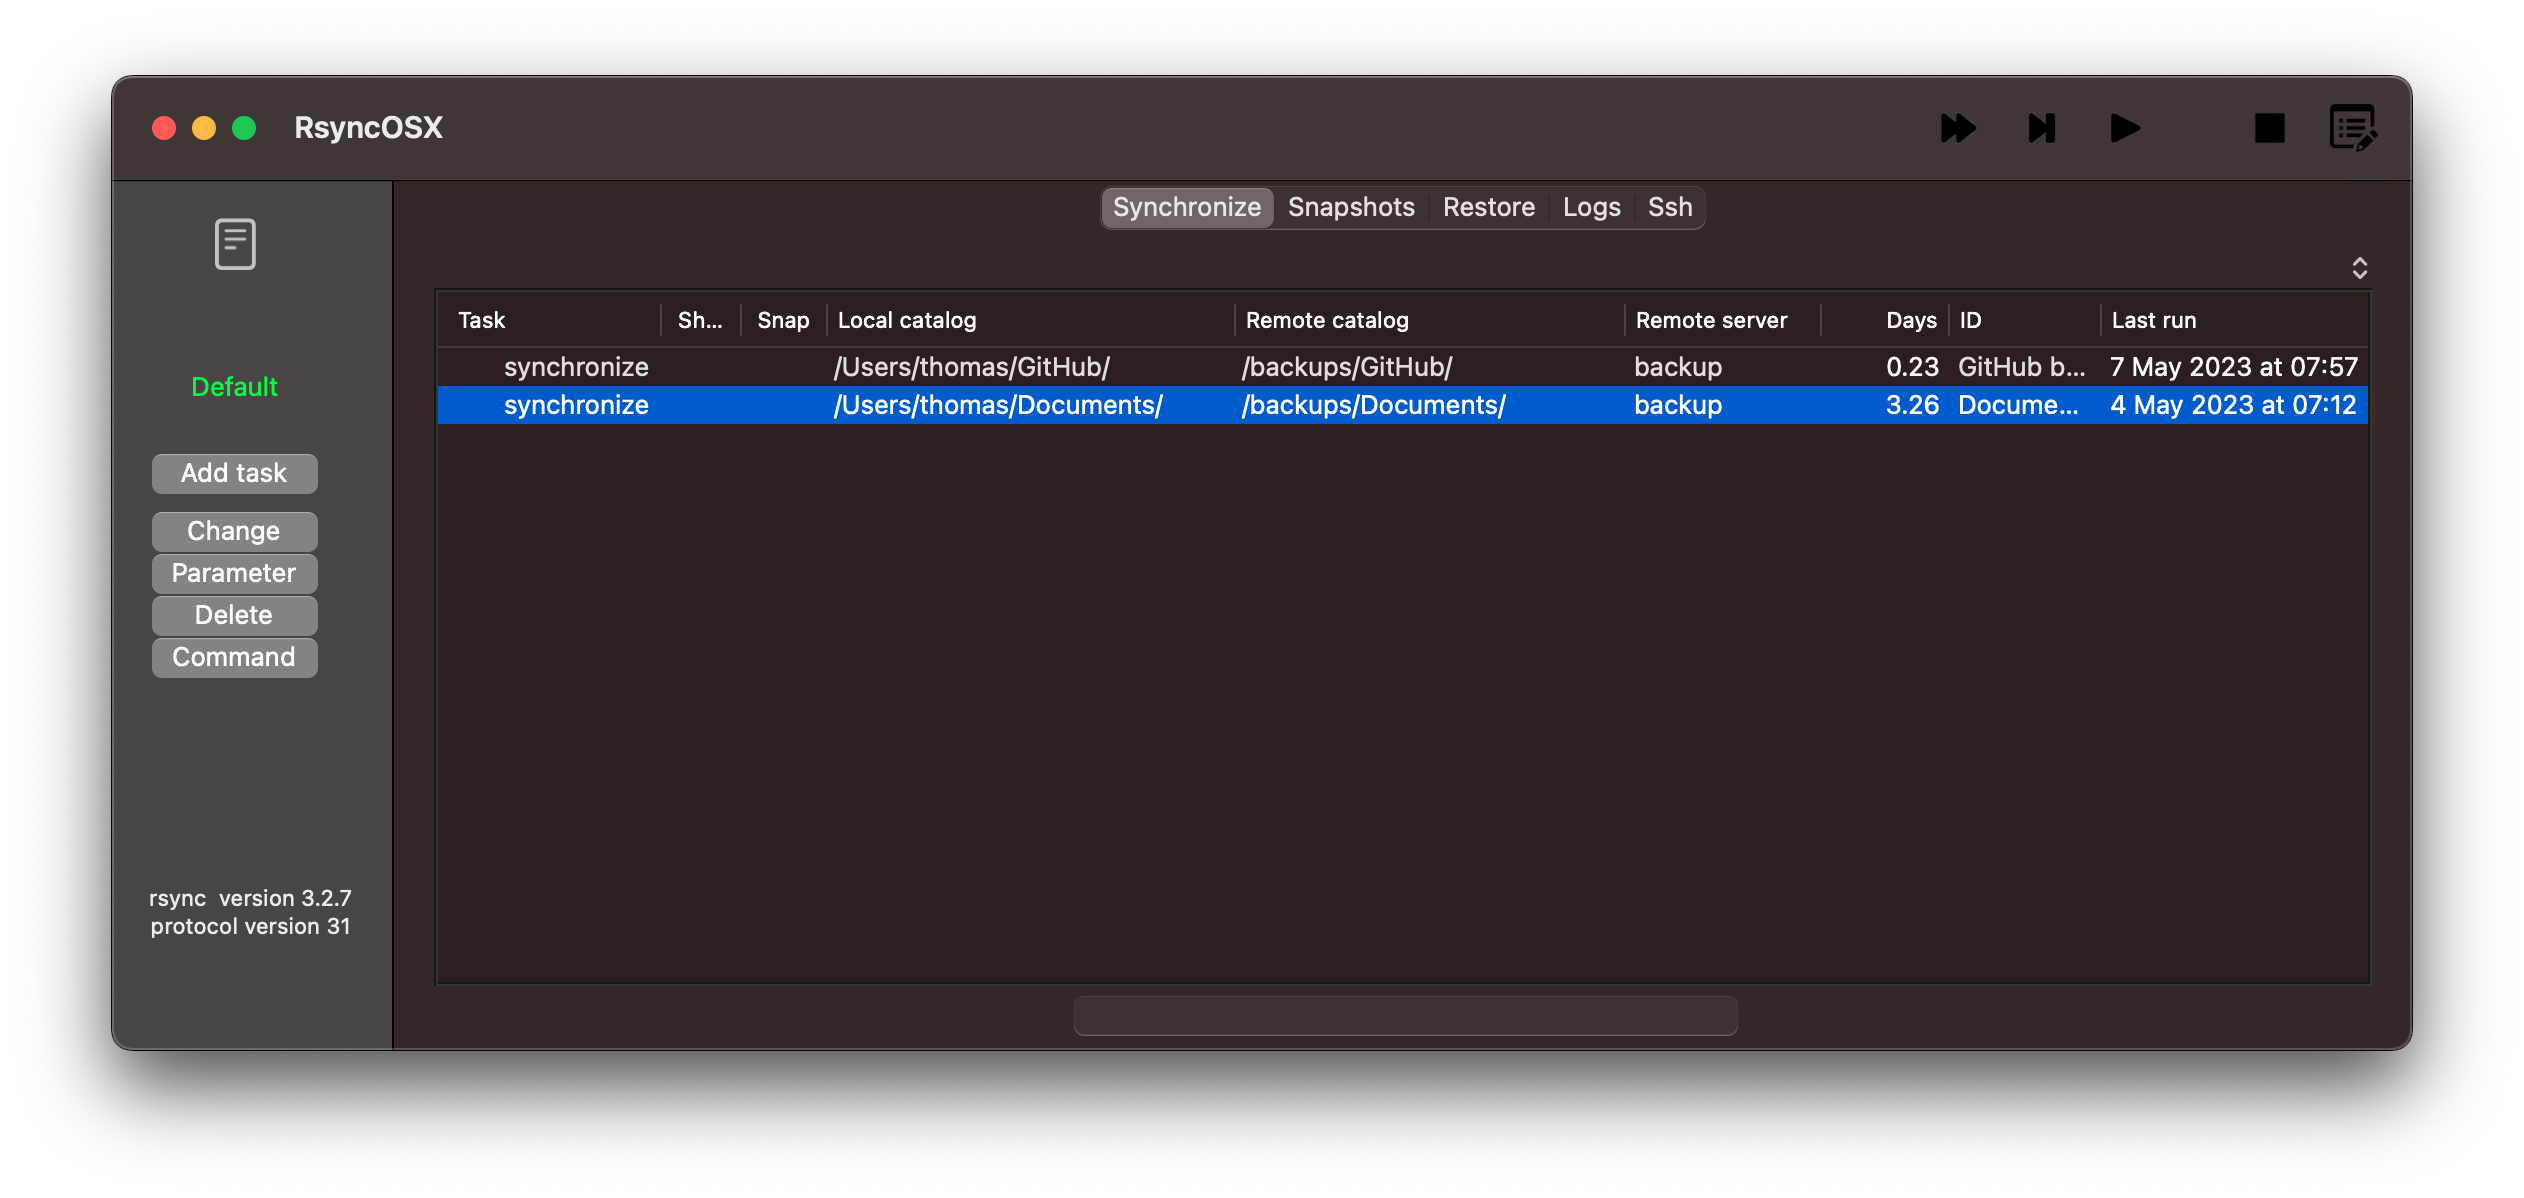 RsyncOSX
Synchronize Snapshots Restore Logs Ssh
Default
Add task
Change
Parameter
Delete
Command
rsync  version 3.2.7
protocol version 31
Task Sh... Snap Local catalog Remote catalog Remote server Days ID Last run
synchronize /Users/thomas/GitHub/ /backups/GitHub/ backup 0.23 GitHub b... 7 May 2023 at 07:57
synchronize /Users/thomas/Documents/ /backups/Documents/ backup 3.26 Docume... 4 May 2023 at 07:12